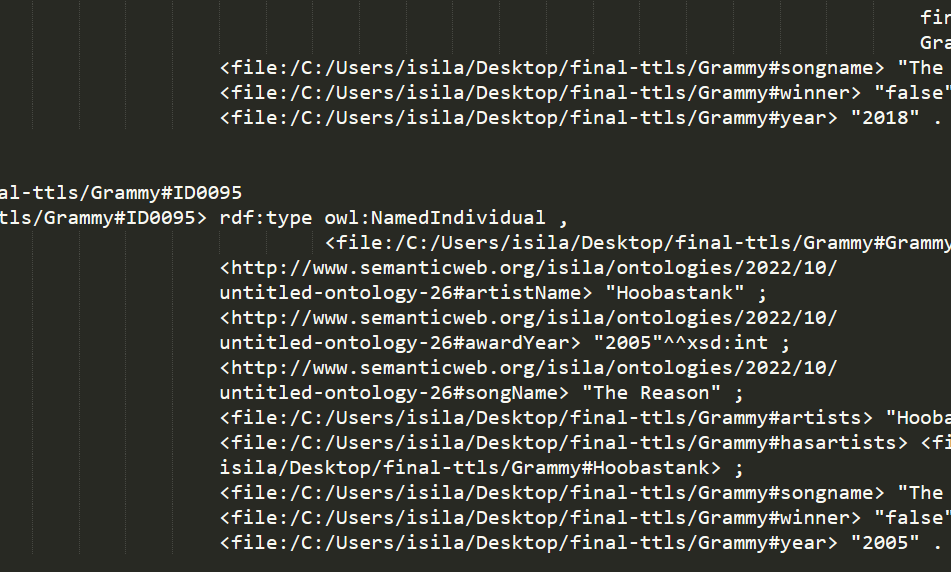 fin
Gra
<file:/C:/Users/isila/Desktop/final-ttls/Grammy#songname> "The
<file:/C:/Users/isila/Desktop/final-ttls/Grammy#winner> "false"
<file:/C:/Users/isila/Desktop/final-ttls/Grammy#year> "2018" .
al-ttls/Grammy#ID0095
tls/Grammy#ID0095> rdf:type owl:NamedIndividual ,
<file:/C:/Users/isila/Desktop/final-ttls/Grammy#Grammy
<http://www.semanticweb.org/isila/ontologies/2022/10/
untitled-ontology-26#artistName> "Hoobastank" ;
<http://www.semanticweb.org/isila/ontologies/2022/10/
untitled-ontology-26#awardYear> "2005"^^xsd:int ;
<http://www.semanticweb.org/isila/ontologies/2022/10/
untitled-ontology-26#songName> "The Reason" ;
<file:/C:/Users/isila/Desktop/final-ttls/Grammy#artists> "Hooba
<file:/C:/Users/isila/Desktop/final-ttls/Grammy#hasartists> <fi
isila/Desktop/final-ttls/Grammy#Hoobastank> ;
<file:/C:/Users/isila/Desktop/final-ttls/Grammy#songname> "The
<file:/C:/Users/isila/Desktop/final-ttls/Grammy#winner> "false"
<file:/C:/Users/isila/Desktop/final-ttls/Grammy#year> "2005" .